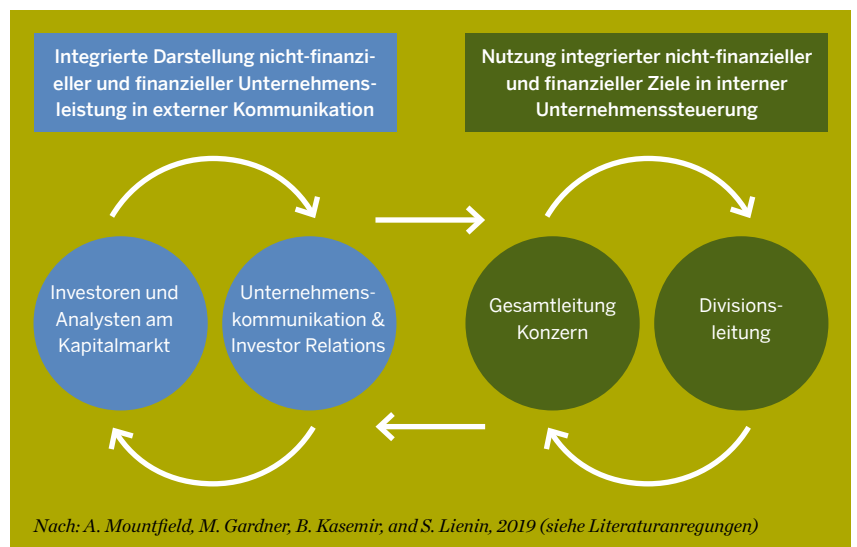 Integrierte Darstellung nicht-finanzi-
eller und finanzieller Unternehmens-
leistung in externer Kommunikation
Nutzung integrierter nicht-finanzieller
und finanzieller Ziele in interner
Unternehmenssteuerung
Investoren und
Analysten am
Kapitalmarkt
Unternehmens-
kommunikation &
Investor Relations
Gesamtleitung
Konzern
Divisions-
leitung
Nach: A. Mountfield, M. Gardner, B. Kasemir, and S. Lienin, 2019 (siehe Literaturanregungen)